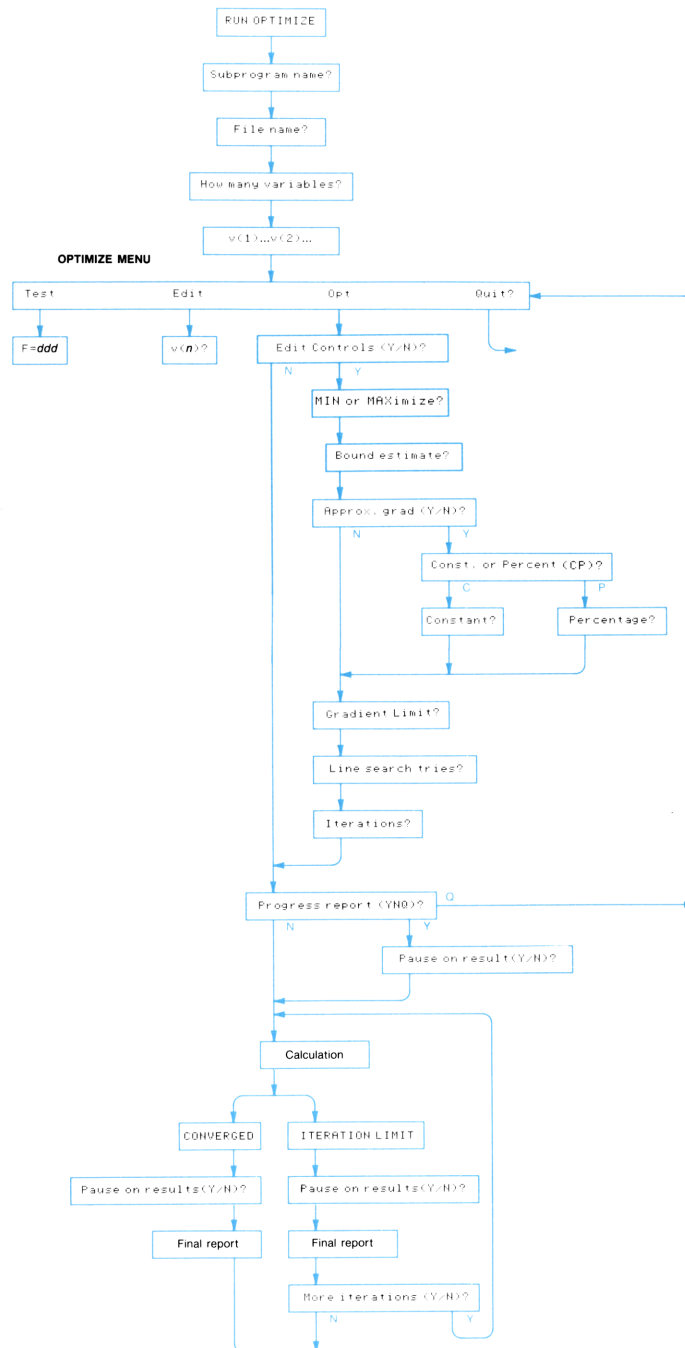 RUN OPTIMIZE
Subprogram name?
File name?
How many variables?
v(1)...v(2)...
OPTIMIZE MENU
Test Edit Opt Quit?
F=ddd v(n)? Edit Controls (Y/N)?
N Y
MIN or MAXimize?
Bound estimate?
Approx. grad (Y/N)?
N Y
Const. or Percent (CP)?
C P
Constant? Percentage?
Gradient Limit?
Line search tries?
Iterations?
Progress report (YNQ)? Q
N Y
Pause on result(Y/N)?
Calculation
CONVERGED ITERATION LIMIT
Pause on results(Y/N)? Pause on results(Y/N)?
Final report Final report
More iterations (Y/N)?
N Y